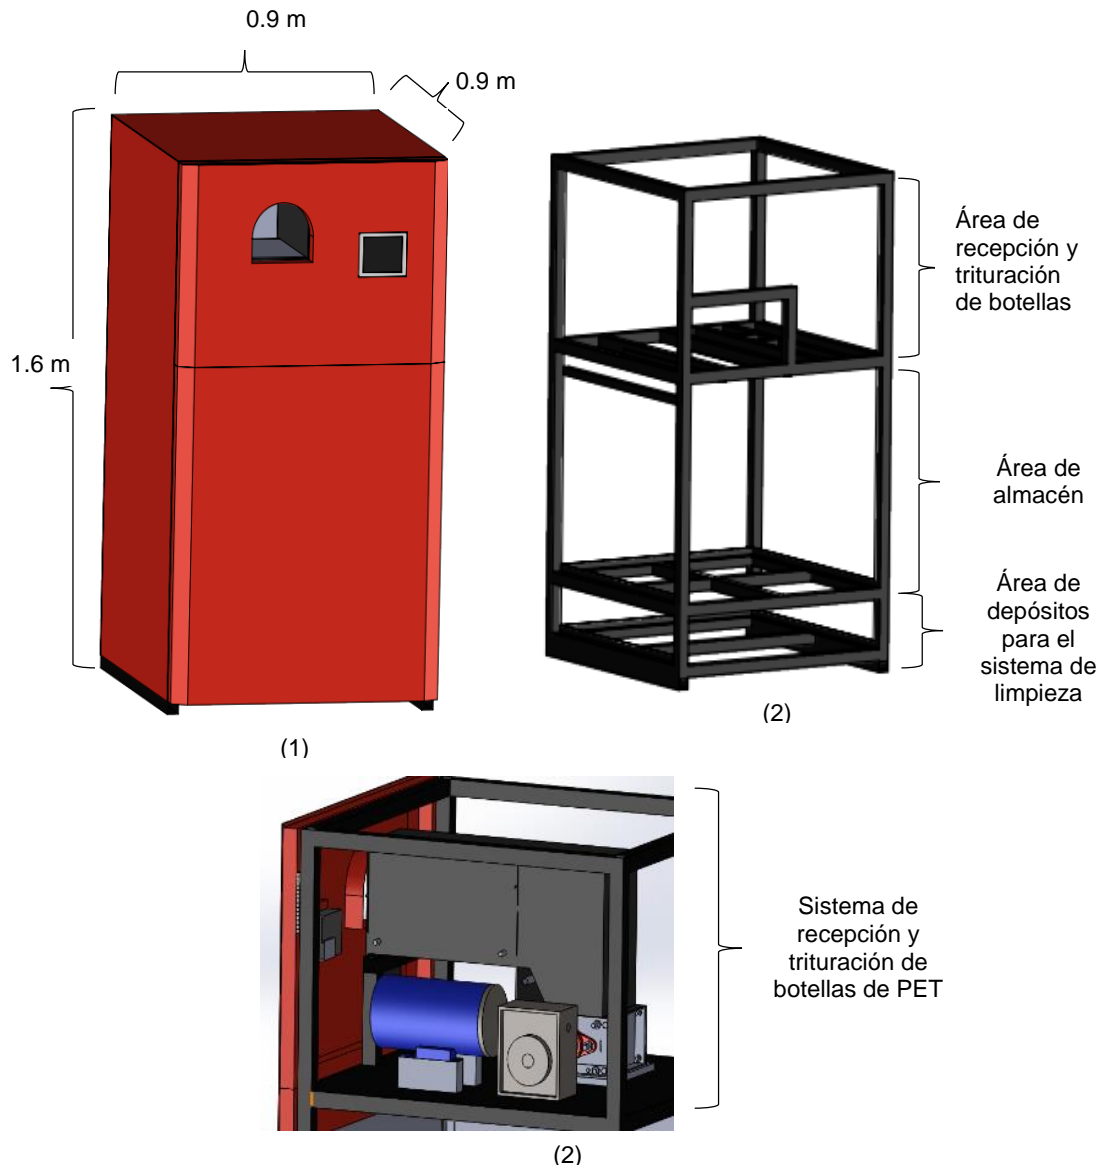 0.9 m
0.9 m
1.6 m
(1)
Área de
recepción y
trituración
de botellas
Área de
almacén
Área de
depósitos
para el
sistema de
limpieza
(2)
Sistema de
recepción y
trituración de
botellas de PET
(2)